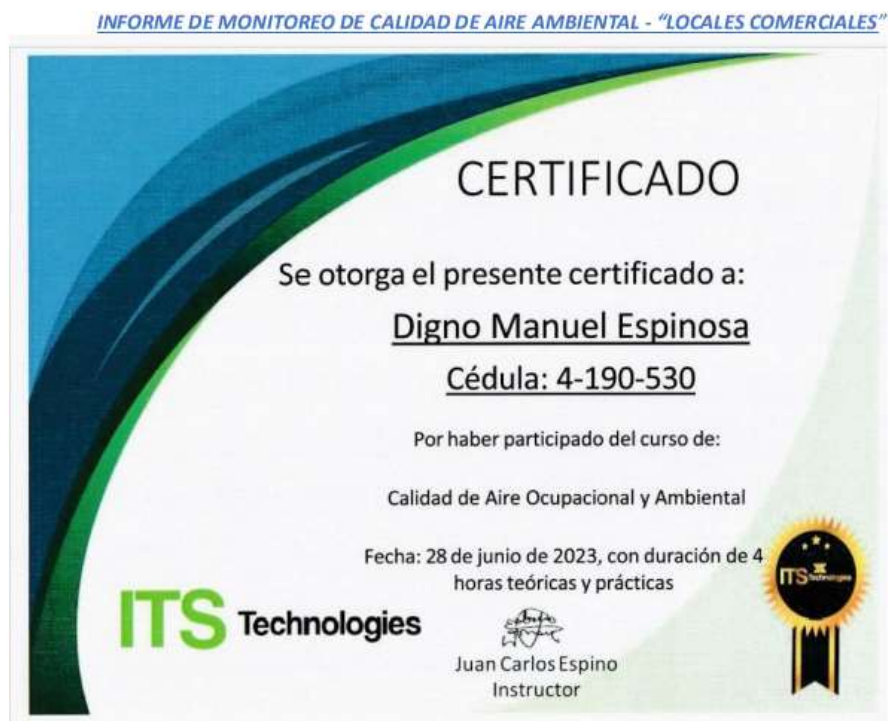 INFORME DE MONITOREO DE CALIDAD DE AIRE AMBIENTAL - “LOCALES COMERCIALES”
CERTIFICADO
Se otorga el presente certificado a:
Digno Manuel Espinosa
Cédula: 4-190-530
Por haber participado del curso de:
Calidad de Aire Ocupacional y Ambiental
Fecha: 28 de junio de 2023, con duración de 4
horas teóricas y prácticas
ITS Technologies
ITS Technologies
Juan Carlos Espino
Instructor